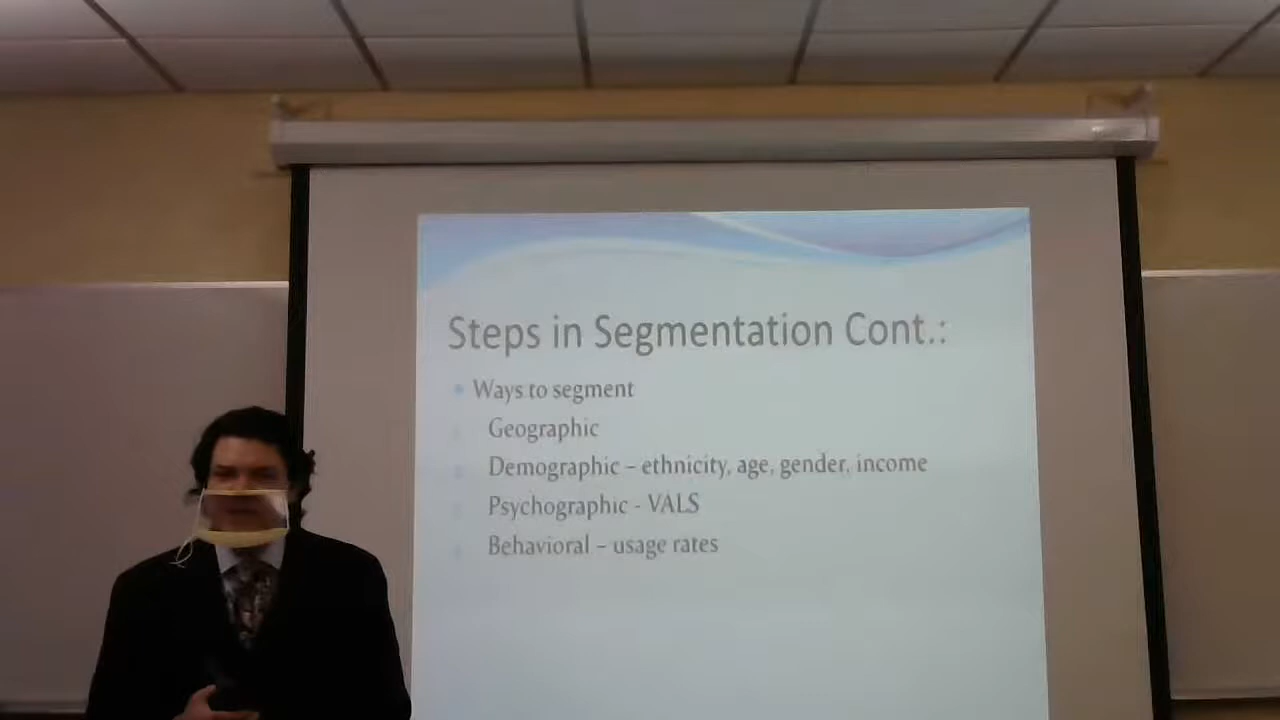 Steps in Segmentation Cont.:
Ways to segment
Geographic
Demographic – ethnicity, age, gender, income
Psychographic - VALS
Behavioral – usage rates